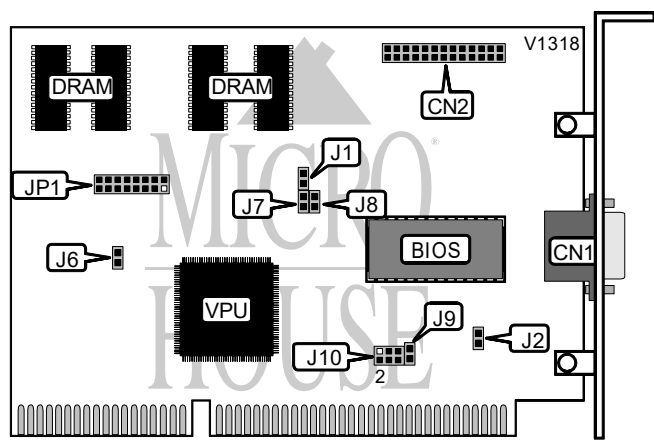 V1318
DRAM
DRAM
CN2
MICRO
®
J1
JP1
J7
J8
J6
BIOS
CN1
HOUSE
VPU
J9
J10
J2
2